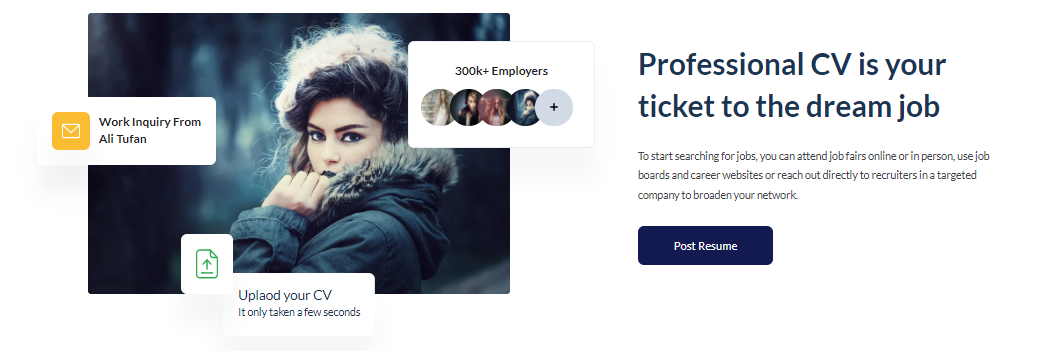 300k+ Employers
+
Work Inquiry From
Ali Tufan
Uplaod your CV
It only taken a few seconds
Professional CV is your
ticket to the dream job
To start searching for jobs, you can attend job fairs online or in person, use job
boards and career websites or reach out directly to recruiters in a targeted
company to broaden your network.
Post Resume